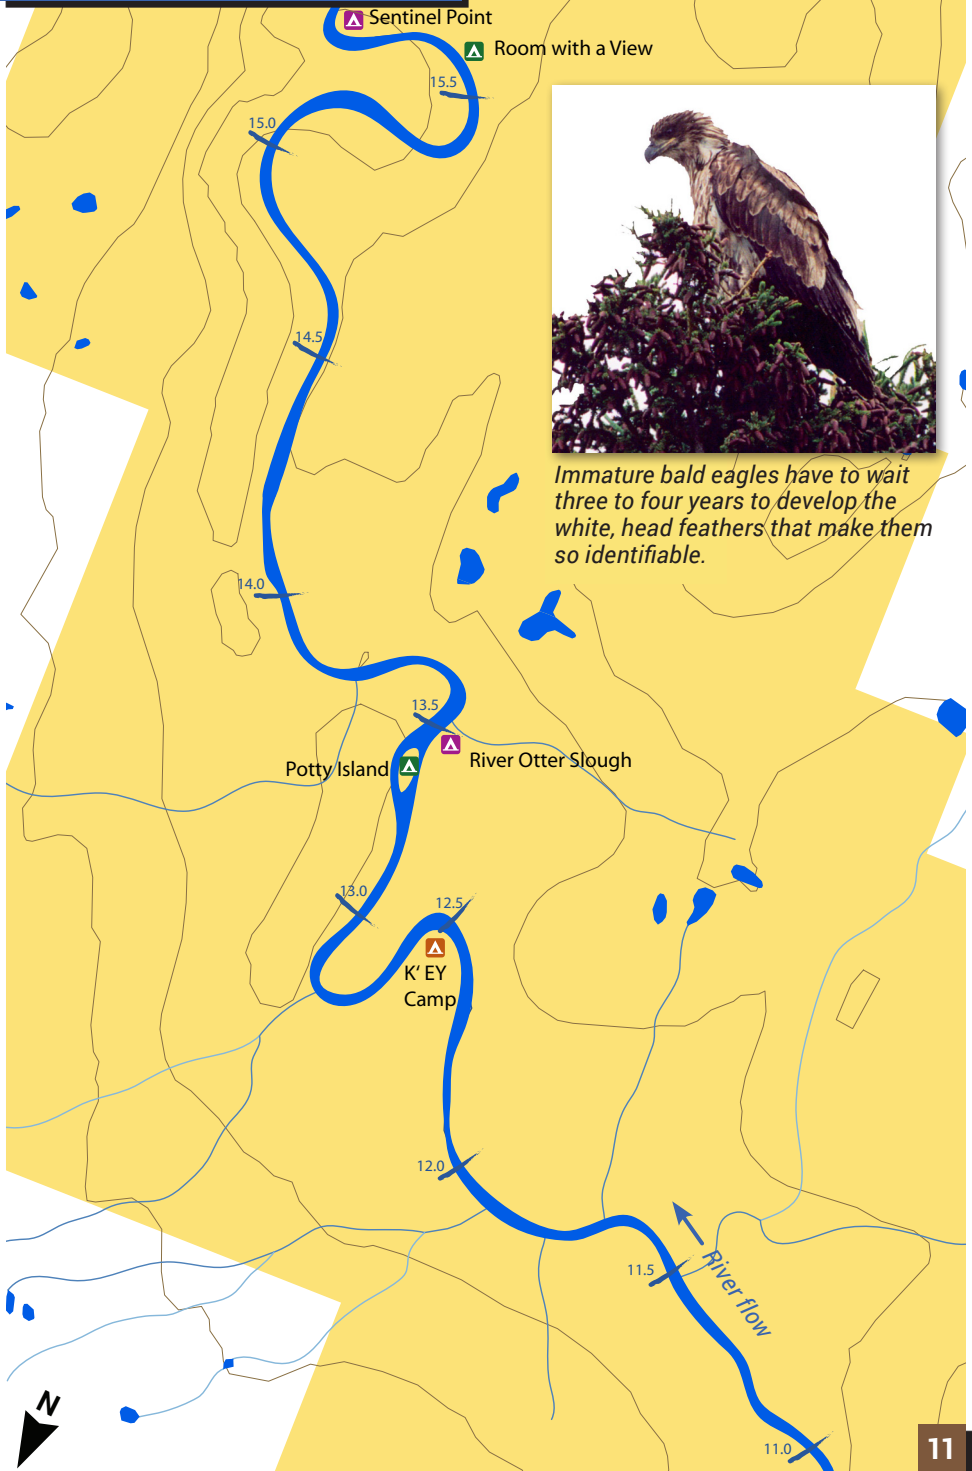 Sentinel Point
Room with a View
15.5
15.0
14.5
Immature bald eagles have to wait
three to four years to develop the
white, head feathers that make them
so identifiable.
14.0
13.5
River Otter Slough
Potty Island
13.0
12.5
K' EY
Camp
12.0
11.5
River flow
11.0
N
11